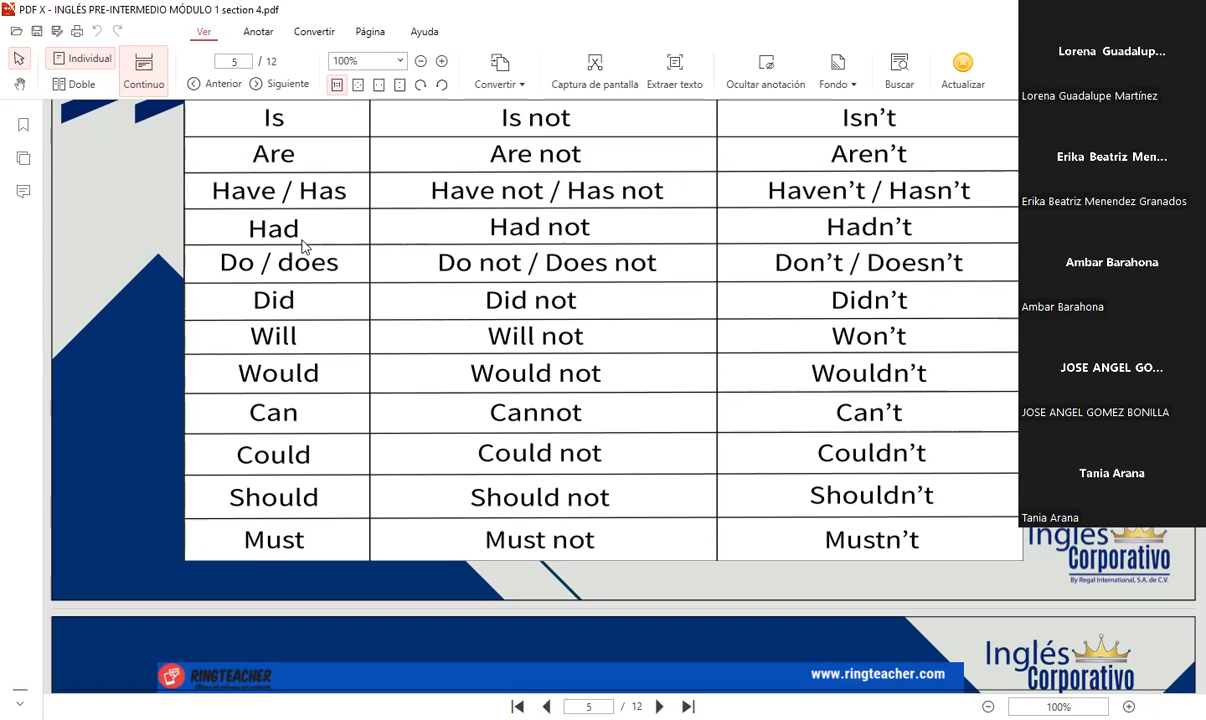 PDF X - INGLÉS PRE-INTERMEDIO MÓDULO 1 section 4.pdf
Ver Anotar Convertir Página Ayuda
Individual
Doble
Continuo
5 / 12
Anterior Siguiente
100%
Convertir
Captura de pantalla
Extraer texto
Ocultar anotación
Fondo
Buscar
Actualizar
Is Is not Isn't
Are Are not Aren't
Have / Has Have not / Has not Haven't / Hasn't
Had Had not Hadn't
Do / does Do not / Does not Don't / Doesn't
Did Did not Didn't
Will Will not Won't
Would Would not Wouldn't
Can Cannot Can't
Could Could not Couldn't
Should Should not Shouldn't
Must Must not Mustn't
Lorena Guadalup...
Lorena Guadalupe Martínez
Erika Beatriz Men...
Erika Beatriz Menendez Granados
Ambar Barahona
Ambar Barahona
JOSE ANGEL GO...
JOSE ANGEL GOMEZ BONILLA
Tania Arana
Tania Arana
Inglés
Corporativo
By Regal International, S.A. de C.V.
RINGTEACHER
www.ringteacher.com
Inglés
Corporativo
5 / 12
100%